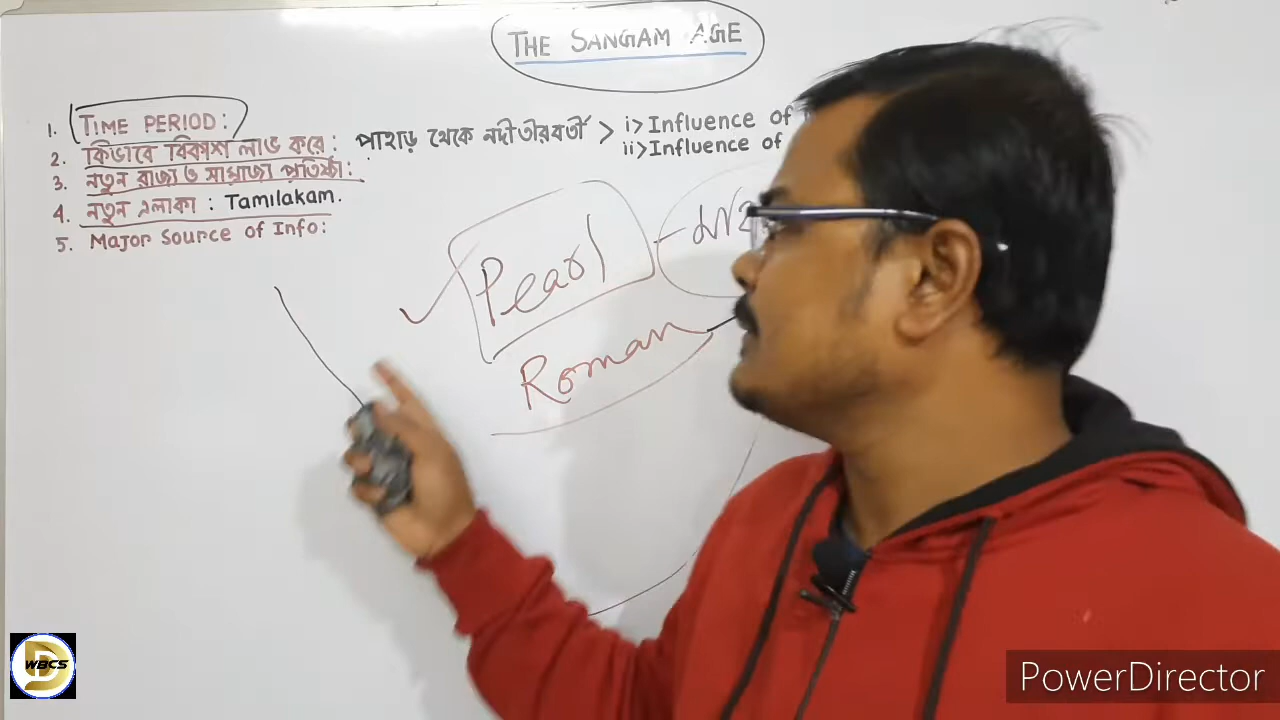 THE SANGAM AGE
1. TIME PERIOD:
2. কিভাবে বিকাশ লাভ করে : পাহাড় থেকে নদীতীরবর্তী > i> Influence of
ii> Influence of
3. নতুন রাজ্য ও সাম্রাজ্য প্রতিষ্ঠা:
4. নতুন এলাকা : Tamilakam.
5. Major Source of Info:
Pearl
Roman
WBCS
PowerDirector